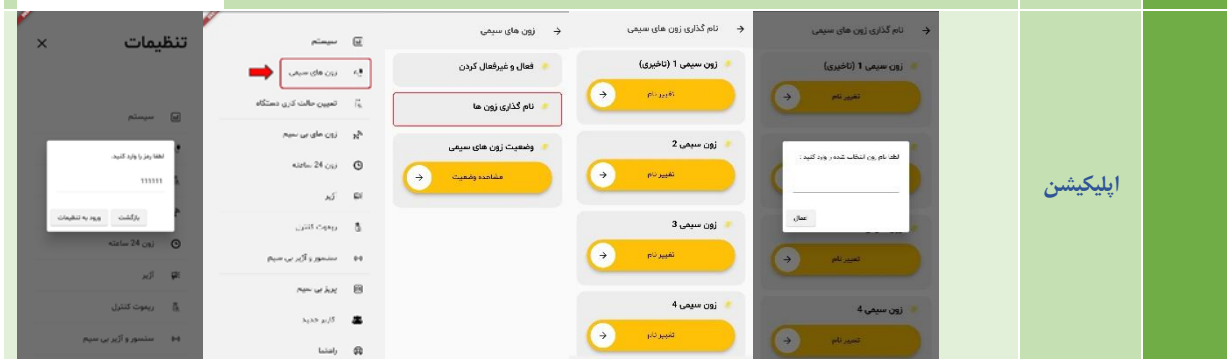 اپلیکیشن
تنظیمات
×
سیستم
لطفا رمز را وارد کنید.
111111
بازگشت
ورود به تنظیمات
زون 24 ساعته
آژیر
ریموت کنترل
سنسور و آژیر بی سیم
سیستم
زون های سیمی
تعیین حالت کاری دستگاه
زون های بی سیم
زون 24 ساعته
آژیر
ریموت کنترل
سنسور و آژیر بی سیم
پریز بی سیم
کاربر جدید
راهنما
زون های سیمی
فعال و غیرفعال کردن
نام گذاری زون ها
وضعیت زون های سیمی
مشاهده وضعیت
نام گذاری زون های سیمی
زون سیمی 1 (تاخیری)
تغییر نام
زون سیمی 2
تغییر نام
زون سیمی 3
تغییر نام
زون سیمی 4
تغییر نام
نام گذاری زون های سیمی
زون سیمی 1 (تاخیری)
تغییر نام
لطفا نام زون انتخاب شده را وارد کنید :
تغییر نام
زون سیمی 4
تغییر نام